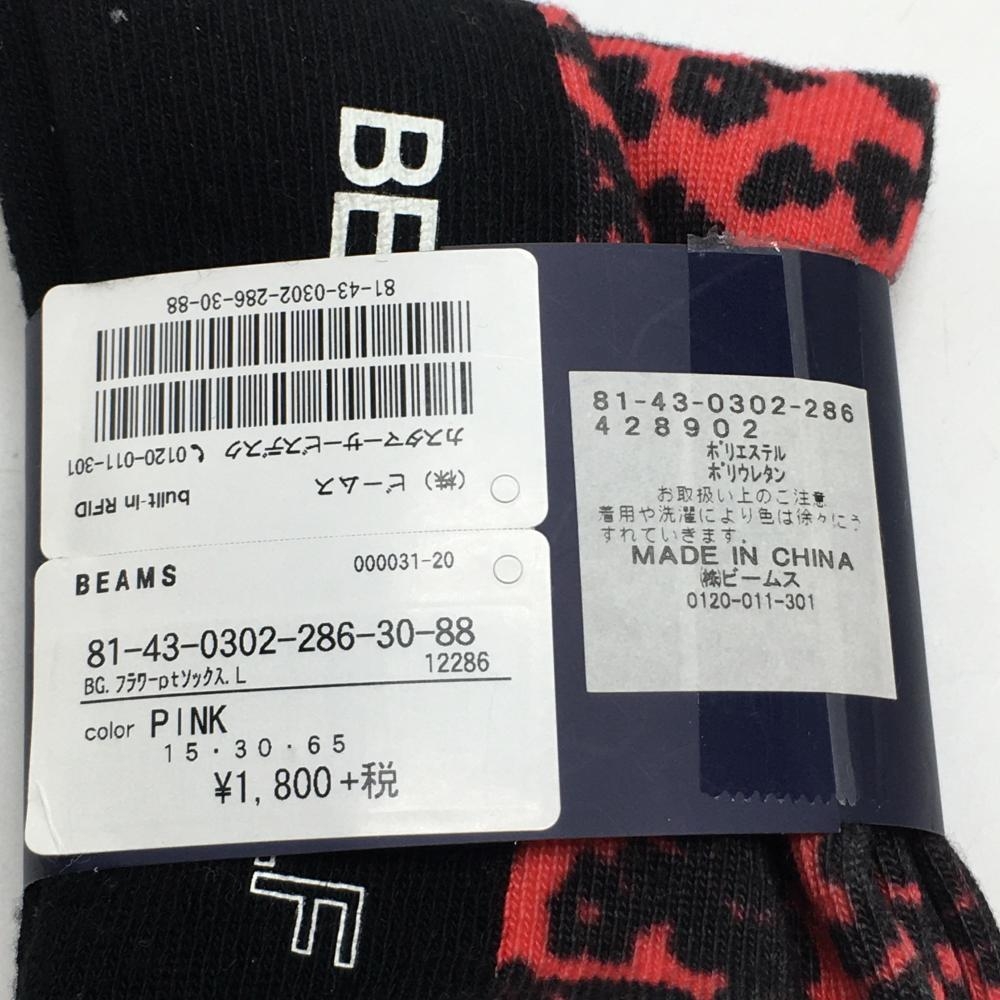 BE
81-43-0302-286-30-88
カスタマーサービスデスク 0120-011-301
(株) ビームス
built-in RFID
BEAMS
000031-20
81-43-0302-286-30-88
12286
BG. フラワーptソックス. L
color PINK
15・30・65
¥1,800+税
81-43-0302-286
428902
ポリエステル
ポリウレタン
お取扱い上のご注意
着用や洗濯により色は徐々にう
すれていきます.
MADE IN CHINA
㈱ビームス
0120-011-301
F